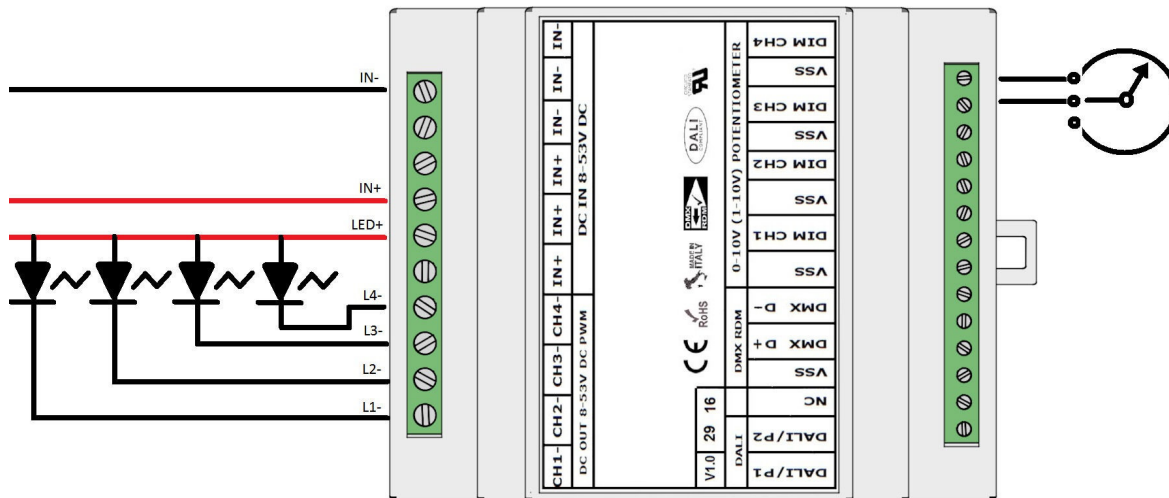 IN-
IN+
LED+
L4-
L3-
L2-
L1-
CH1- CH2- CH3- CH4- IN+ IN+ IN+ IN- IN- IN-
DC OUT 8-53V DC PWM DC IN 8-53V DC
DALI
COMPLIANT
DMX
RDM
MADE IN
ITALY
RoHS
V1.0 29 16
DALI DMX RDM 0-10V (1-10V) POTENTIOMETER
DIM CH4
VSS
DIM CH3
VSS
DIM CH2
VSS
DIM CH1
VSS
DMX D-
DMX D+
VSS
NC
DALI/P2
DALI/P1